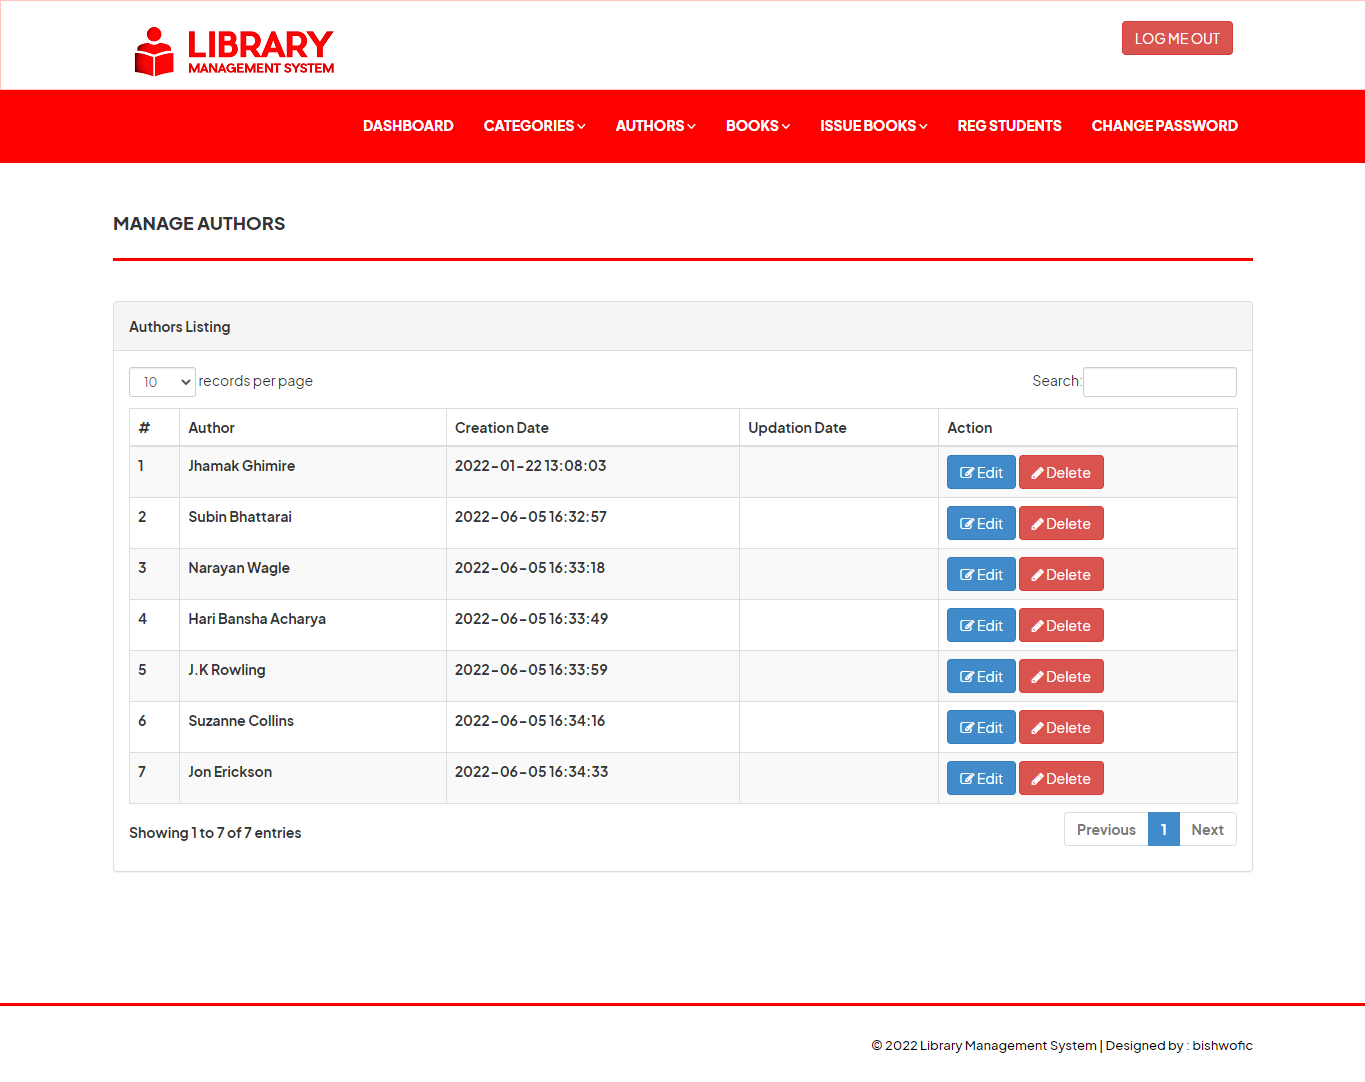 LIBRARY
MANAGEMENT SYSTEM
LOG ME OUT
DASHBOARD CATEGORIES AUTHORS BOOKS ISSUE BOOKS REG STUDENTS CHANGE PASSWORD
MANAGE AUTHORS
Authors Listing
10 records per page Search:
# Author Creation Date Updation Date Action
1 Jhamak Ghimire 2022-01-22 13:08:03 Edit Delete
2 Subin Bhattarai 2022-06-05 16:32:57 Edit Delete
3 Narayan Wagle 2022-06-05 16:33:18 Edit Delete
4 Hari Bansha Acharya 2022-06-05 16:33:49 Edit Delete
5 J.K Rowling 2022-06-05 16:33:59 Edit Delete
6 Suzanne Collins 2022-06-05 16:34:16 Edit Delete
7 Jon Erickson 2022-06-05 16:34:33 Edit Delete
Showing 1 to 7 of 7 entries Previous 1 Next
© 2022 Library Management System | Designed by : bishwofic